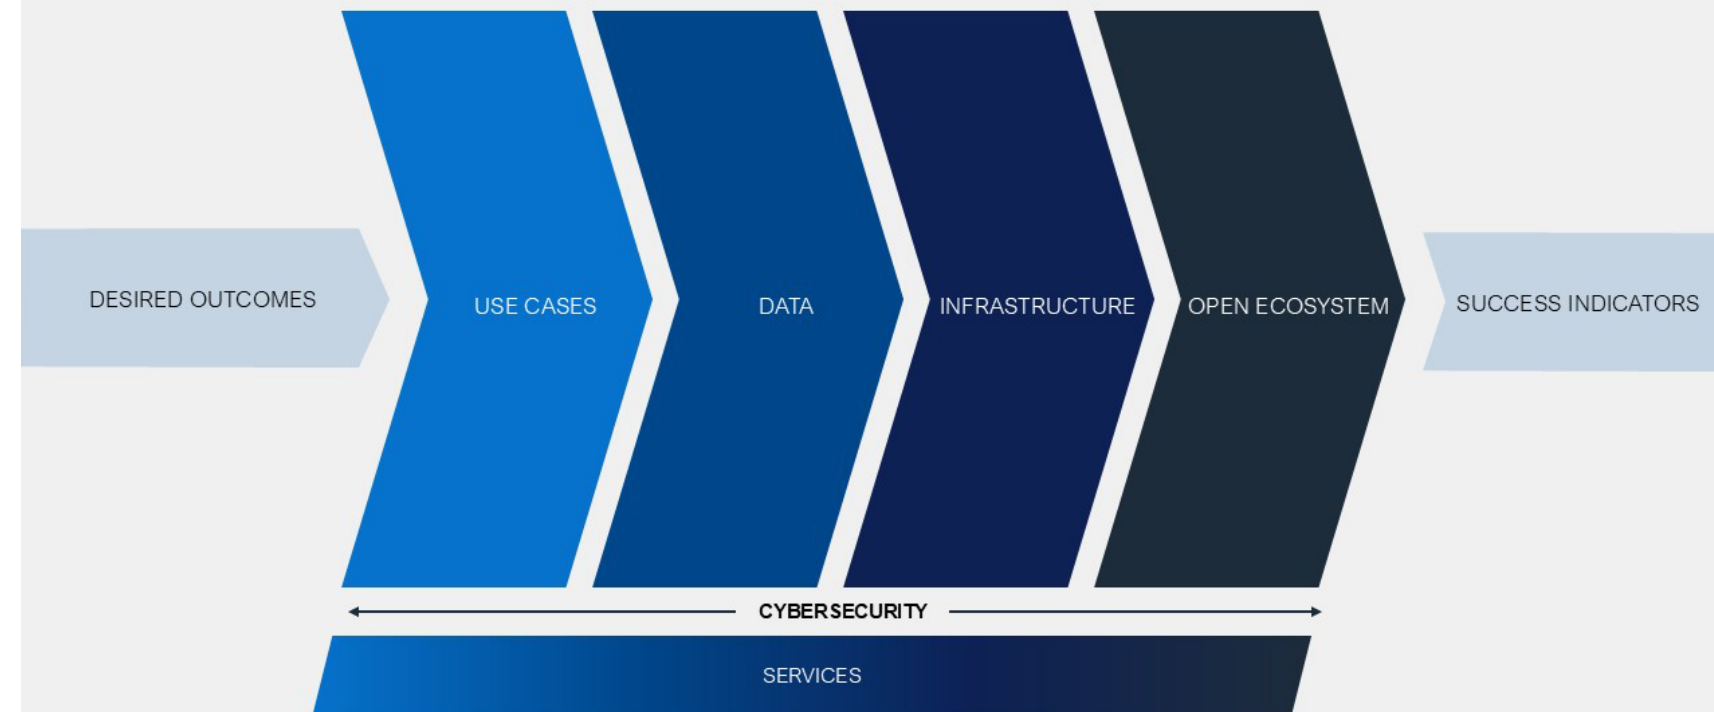 DESIRED OUTCOMES
USE CASES
DATA
INFRASTRUCTURE
OPEN ECOSYSTEM
SUCCESS INDICATORS
CYBERSECURITY
SERVICES